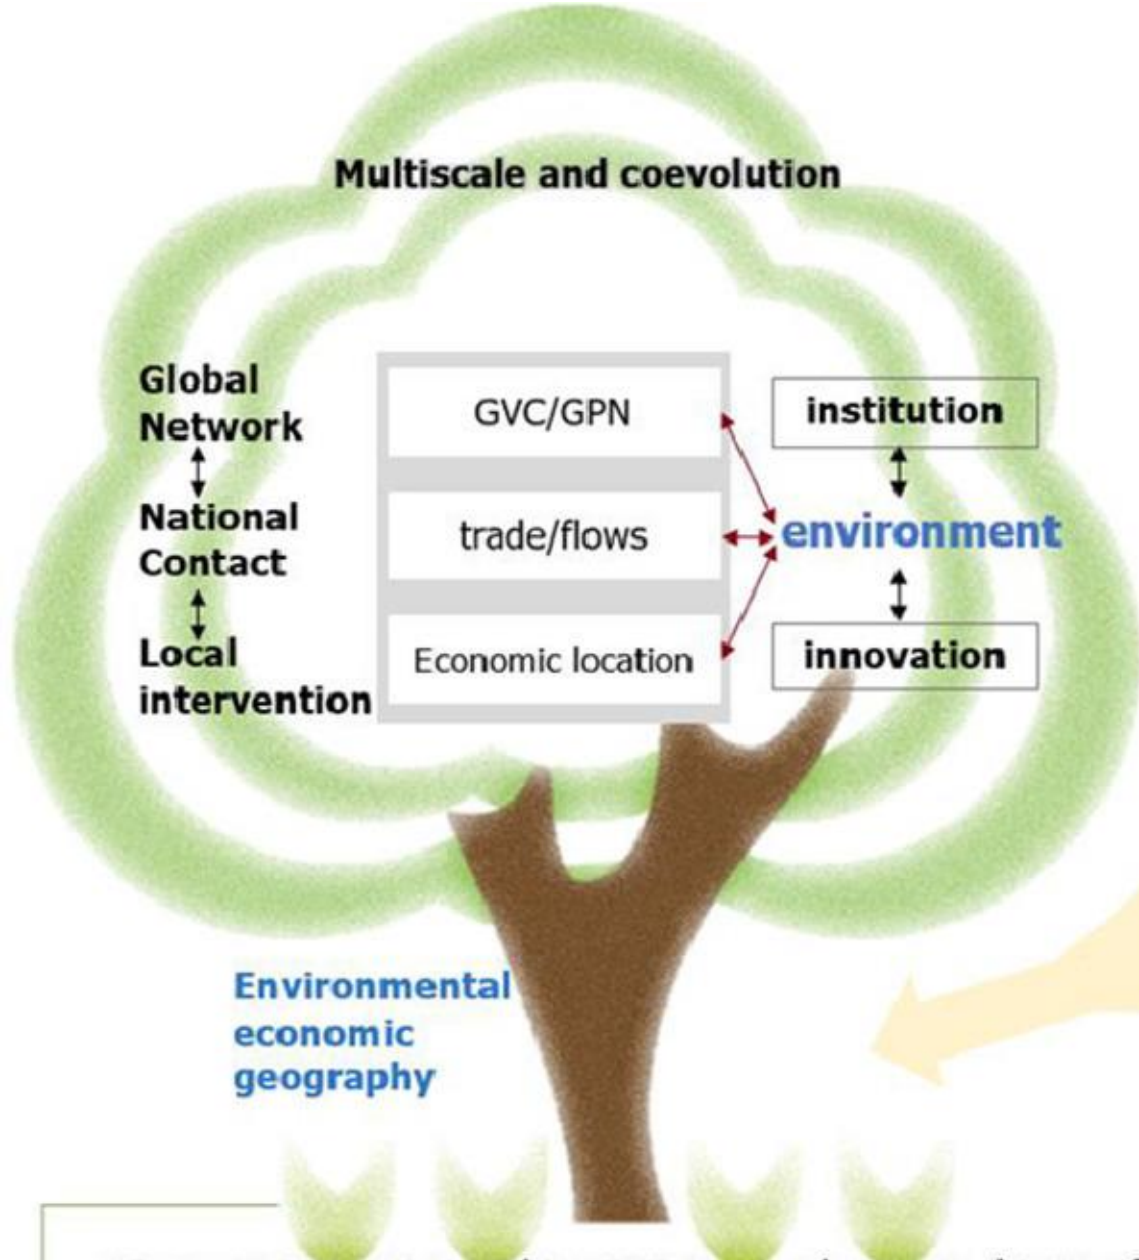 Multiscale and coevolution
Global
Network
National
Contact
Local
intervention
GVC/GPN
trade/flows
Economic location
institution
environment
innovation
Environmental
economic
geography